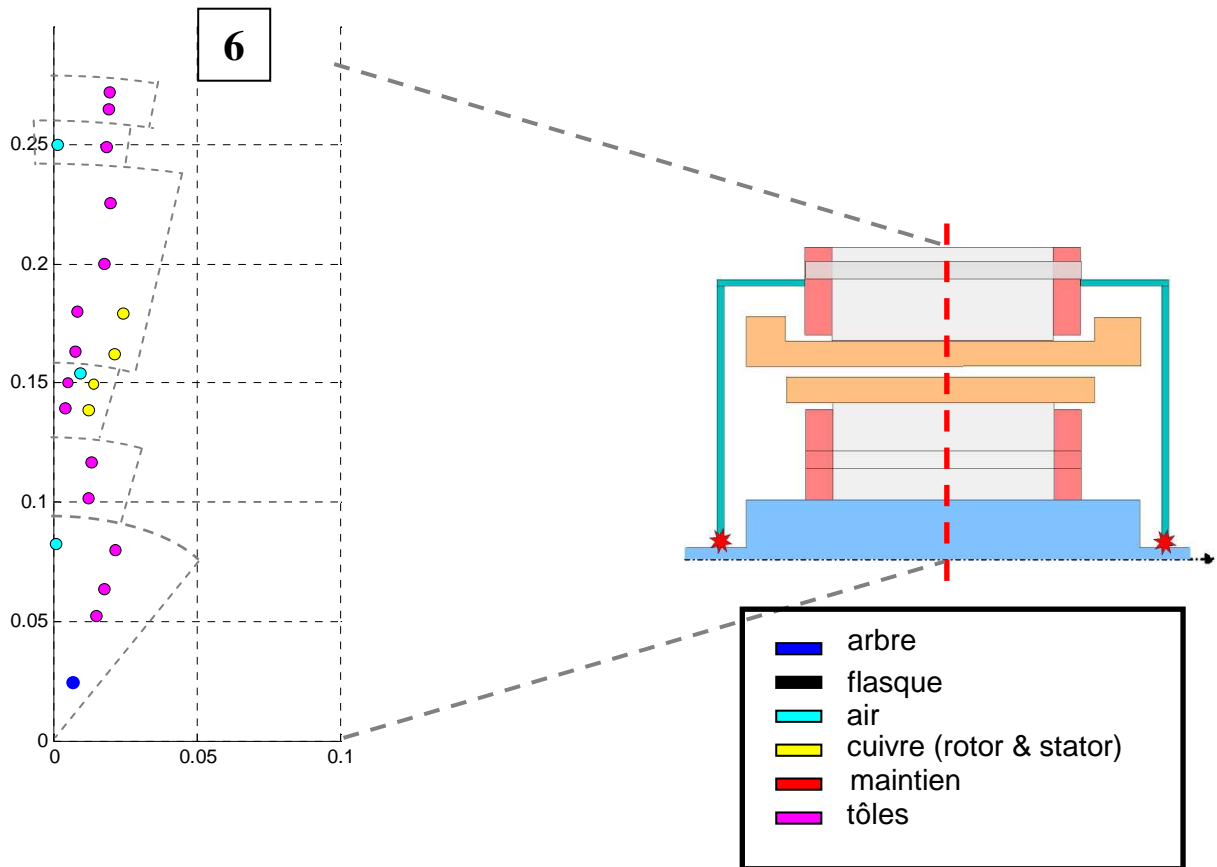 6
0.25
0.2
0.15
0.1
0.05
0
0
0.05
0.1
arbre
flasque
air
cuivre (rotor & stator)
maintien
tôles